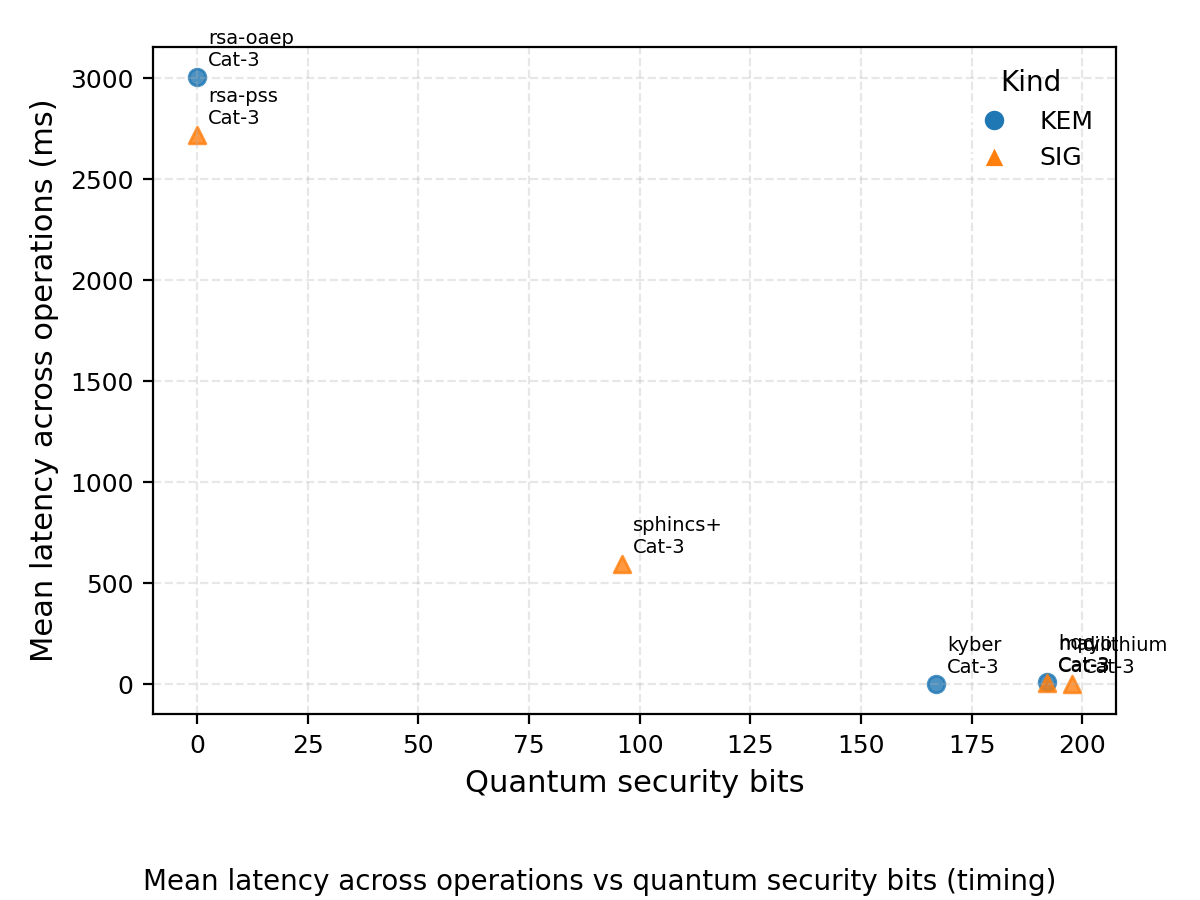 rsa-oaep
Cat-3
rsa-pss
Cat-3
Kind
KEM
SIG
3000
2500
2000
1500
1000
500
0
Mean latency across operations (ms)
sphincs+
Cat-3
kyber
Cat-3
Cat-3
Cat-3
0
25
50
75
100
125
150
175
200
Quantum security bits
Mean latency across operations vs quantum security bits (timing)